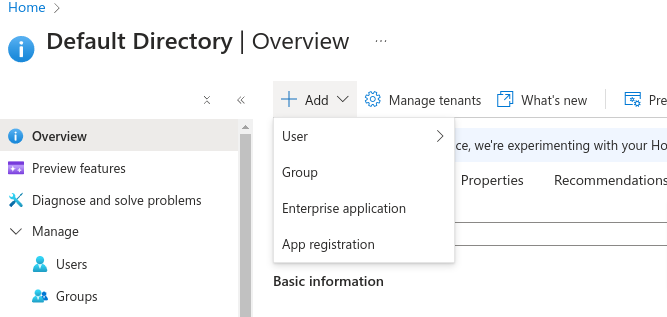 Home
Default Directory | Overview ...
Add
Manage tenants
What's new
Pre
Overview
Preview features
Diagnose and solve problems
Manage
Users
Groups
User
Group
Enterprise application
App registration
ce, we're experimenting with your Ho
Properties
Recommendations
Basic information